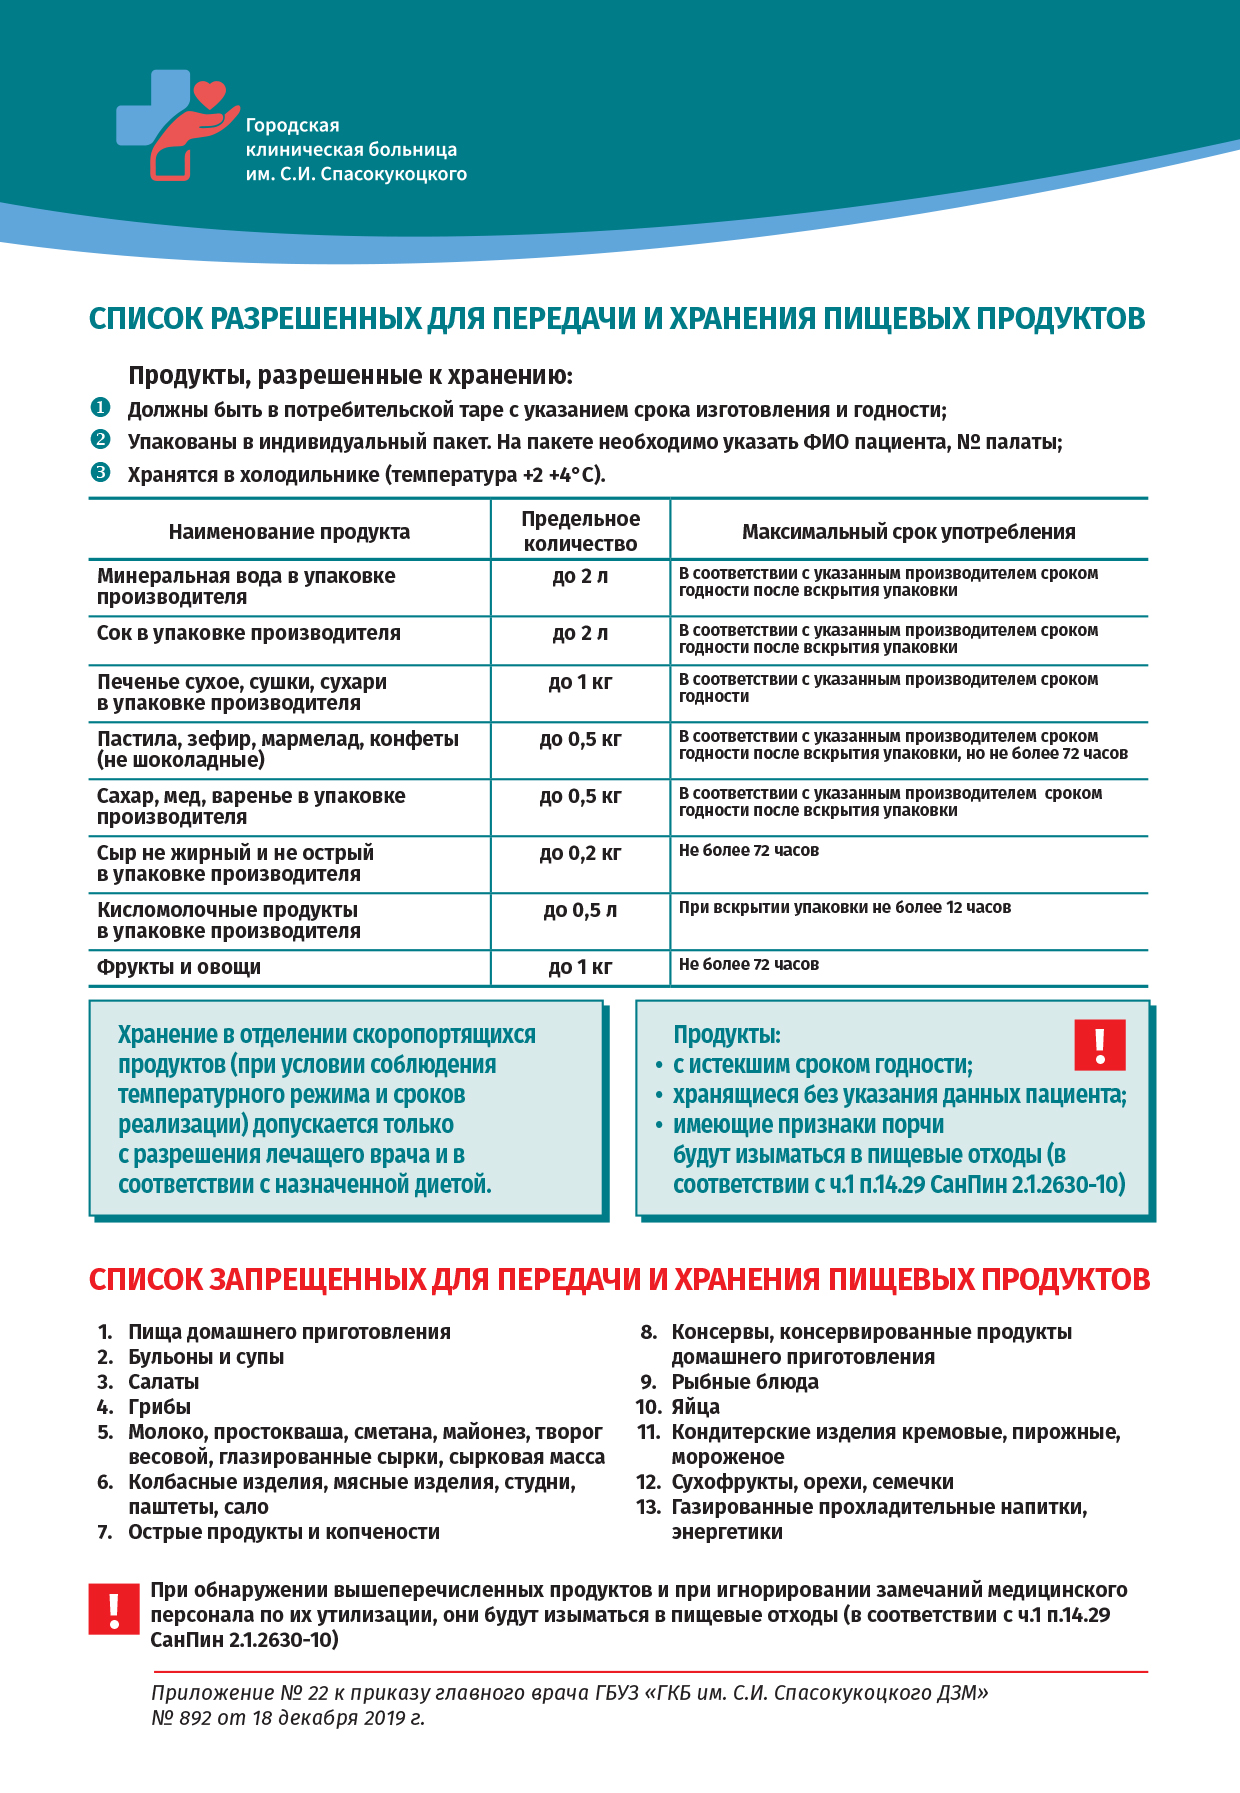 Городская
клиническая больница
им. С.И. Спасокукоцкого
СПИСОК РАЗРЕШЕННЫХ ДЛЯ ПЕРЕДАЧИ И ХРАНЕНИЯ ПИЩЕВЫХ ПРОДУКТОВ
Продукты, разрешенные к хранению:
1 Должны быть в потребительской таре с указанием срока изготовления и годности;
2 Упакованы в индивидуальный пакет. На пакете необходимо указать ФИО пациента, № палаты;
3 Хранятся в холодильнике (температура +2 +4°С).
Наименование продукта
Предельное
количество
Максимальный срок употребления
Минеральная вода в упаковке
производителя
до 2 л
В соответствии с указанным производителем сроком
годности после вскрытия упаковки
Сок в упаковке производителя
до 2 л
В соответствии с указанным производителем сроком
годности после вскрытия упаковки
Печенье сухое, сушки, сухари
в упаковке производителя
до 1 кг
В соответствии с указанным производителем сроком
годности
Пастила, зефир, мармелад, конфеты
(не шоколадные)
до 0,5 кг
В соответствии с указанным производителем сроком
годности после вскрытия упаковки, но не более 72 часов
Сахар, мед, варенье в упаковке
производителя
до 0,5 кг
В соответствии с указанным производителем сроком
годности после вскрытия упаковки
Сыр не жирный и не острый
в упаковке производителя
до 0,2 кг
Не более 72 часов
Кисломолочные продукты
в упаковке производителя
до 0,5 л
При вскрытии упаковки не более 12 часов
Фрукты и овощи
до 1 кг
Не более 72 часов
Хранение в отделении скоропортящихся
продуктов (при условии соблюдения
температурного режима и сроков
реализации) допускается только
с разрешения лечащего врача и в
соответствии с назначенной диетой.
Продукты:
!
• с истекшим сроком годности;
• хранящиеся без указания данных пациента;
• имеющие признаки порчи
будут изыматься в пищевые отходы (в
соответствии с ч.1 п.14.29 СанПин 2.1.2630-10)
СПИСОК ЗАПРЕЩЕННЫХ ДЛЯ ПЕРЕДАЧИ И ХРАНЕНИЯ ПИЩЕВЫХ ПРОДУКТОВ
1. Пища домашнего приготовления
2. Бульоны и супы
3. Салаты
4. Грибы
5. Молоко, простокваша, сметана, майонез, творог
весовой, глазированные сырки, сырковая масса
6. Колбасные изделия, мясные изделия, студни,
паштеты, сало
7. Острые продукты и копчености
8. Консервы, консервированные продукты
домашнего приготовления
9. Рыбные блюда
10. Яйца
11. Кондитерские изделия кремовые, пирожные,
мороженое
12. Сухофрукты, орехи, семечки
13. Газированные прохладительные напитки,
энергетики
!
При обнаружении вышеперечисленных продуктов и при игнорировании замечаний медицинского
персонала по их утилизации, они будут изыматься в пищевые отходы (в соответствии с ч.1 п.14.29
СанПин 2.1.2630-10)
Приложение № 22 к приказу главного врача ГБУЗ «ГКБ им. С.И. Спасокукоцкого ДЗМ»
№ 892 от 18 декабря 2019 г.